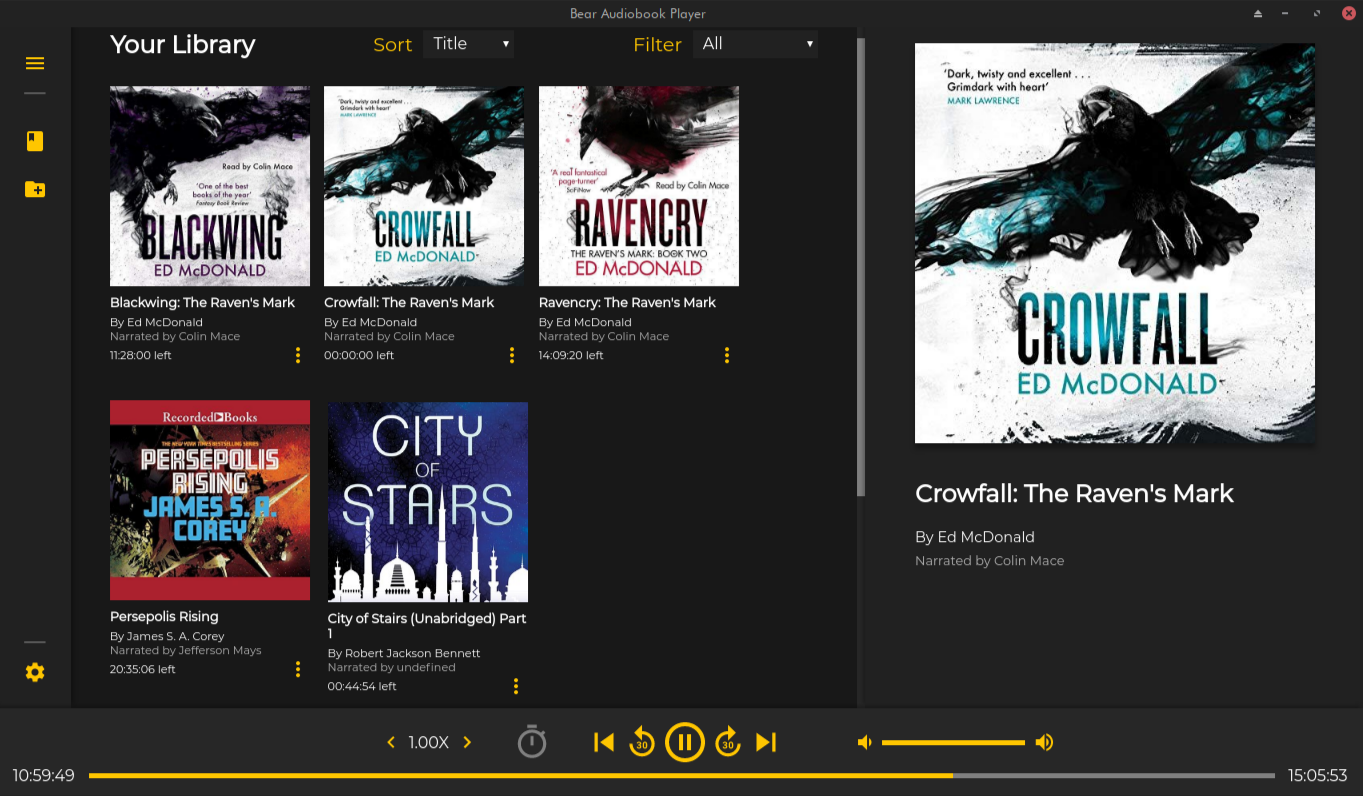 Bear Audiobook Player
Your Library
Sort
Title
Filter
All
Read by Colin Mace
'One of the best
books of the year'
Fantasy Book Review
BLACKWING
ED McDONALD
Blackwing: The Raven's Mark
By Ed McDonald
Narrated by Colin Mace
11:28:00 left
'Dark, twisty and excellent . . .
Grimdark with heart'
MARK LAWRENCE
CROWFALL
ED McDONALD
Crowfall: The Raven's Mark
By Ed McDonald
Narrated by Colin Mace
00:00:00 left
'A real fantastical
page-turner'
SciFiNow
Read by Colin Mace
RAVENCRY
THE RAVEN'S MARK: BOOK TWO
ED McDONALD
Ravencry: The Raven's Mark
By Ed McDonald
Narrated by Colin Mace
14:09:20 left
Recorded Books
THE NEW YORK TIMES BESTSELLING SERIES
PERSEPOLIS
RISING
JAMES S. A.
COREY
Persepolis Rising
By James S. A. Corey
Narrated by Jefferson Mays
20:35:06 left
CITY
OF
STAIRS
City of Stairs (Unabridged) Part
1
By Robert Jackson Bennett
Narrated by undefined
00:44:54 left
'Dark, twisty and excellent . . .
Grimdark with heart'
MARK LAWRENCE
CROWFALL
ED McDONALD
Crowfall: The Raven's Mark
By Ed McDonald
Narrated by Colin Mace
1.00X
30
30
10:59:49
15:05:53